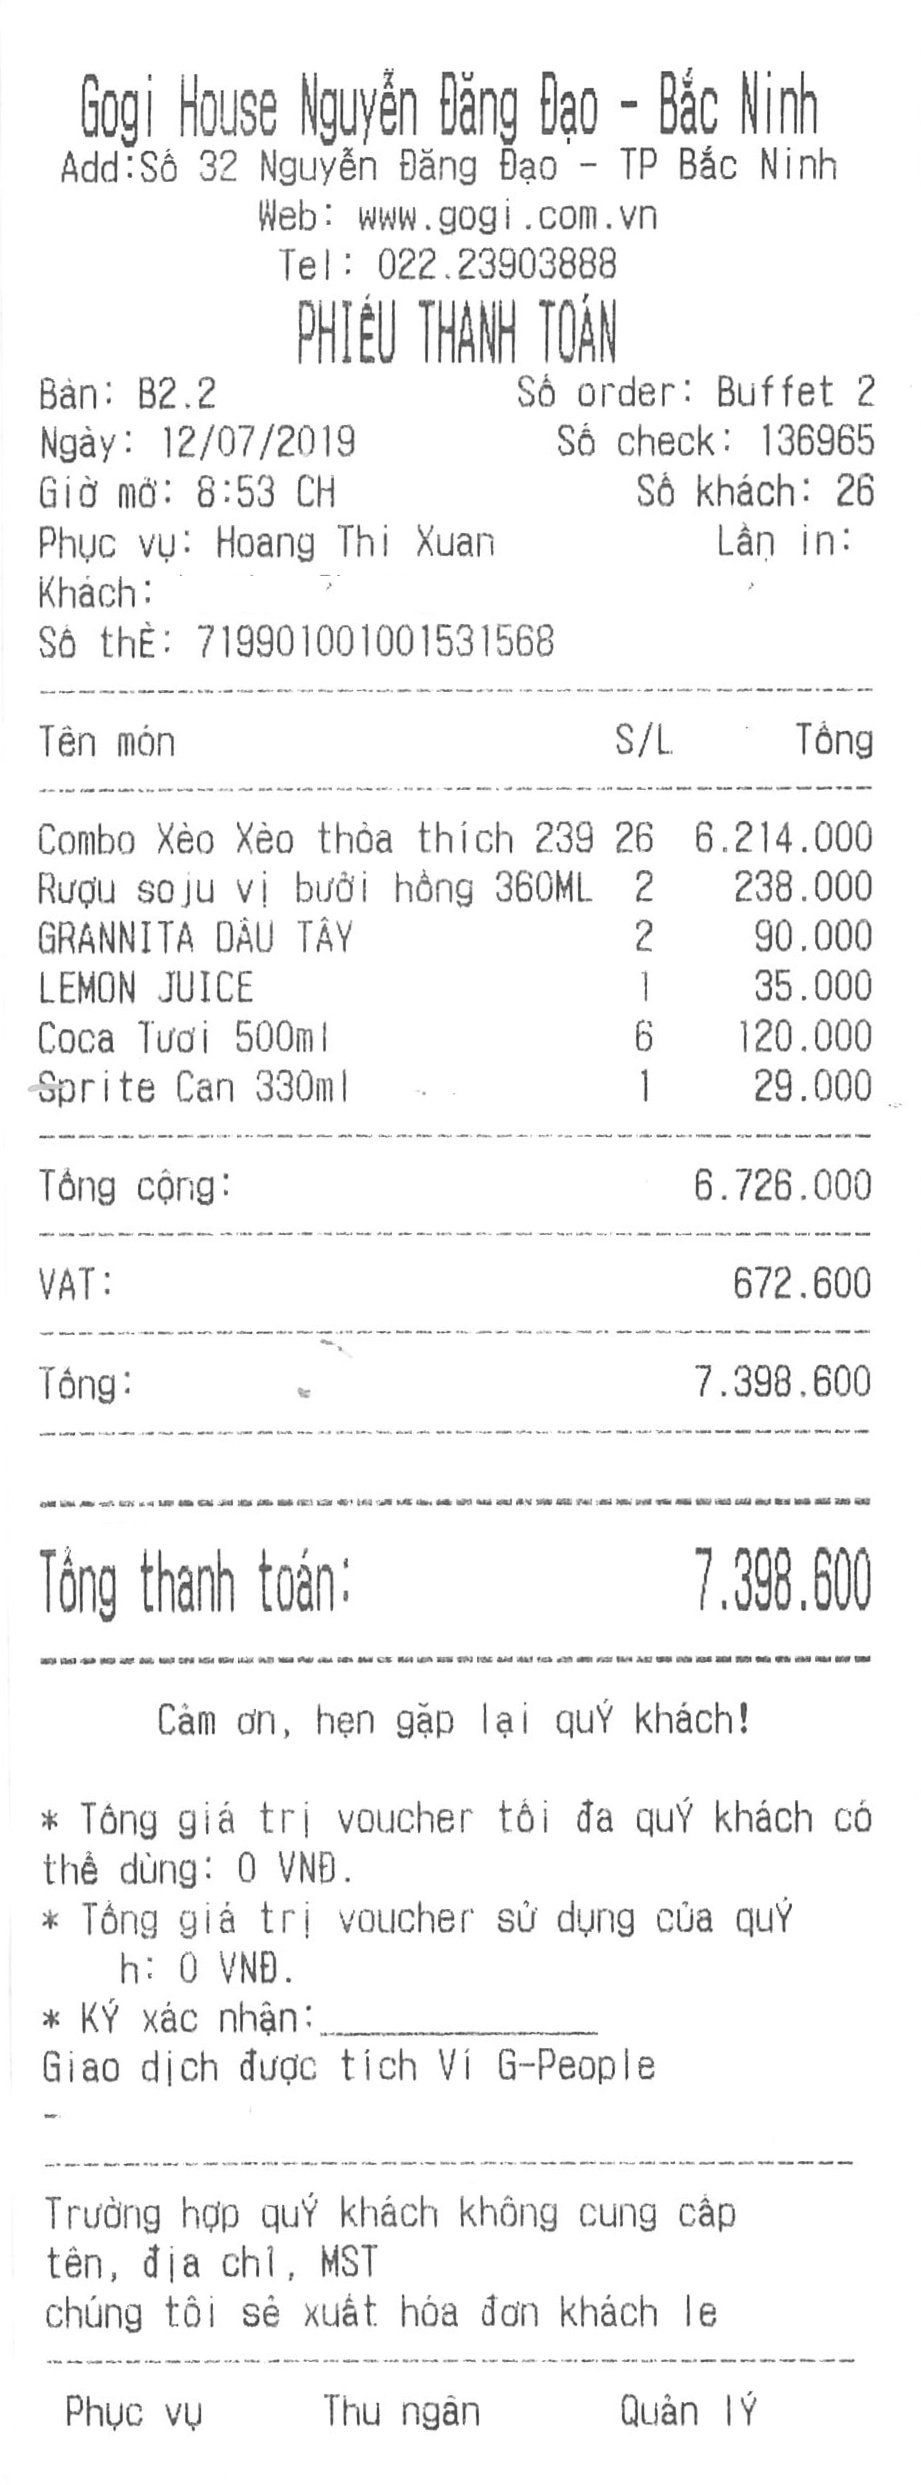 Gogi House Nguyễn Đăng Đạo - Bắc Ninh
Add:Số 32 Nguyễn Đăng Đạo - TP Bắc Ninh
Web: www.gogi.com.vn
Tel: 022.23903888
PHIẾU THANH TOÁN
Bàn: B2.2 Số order: Buffet 2
Ngày: 12/07/2019 Số check: 136965
Giờ mở: 8:53 CH Số khách: 26
Phục vụ: Hoang Thi Xuan Lần in:
Khách:
Số thÈ: 719901001001531568
Tên món S/L Tổng
Combo Xèo Xèo thỏa thích 239 26 6.214.000
Rượu soju vị bưởi hồng 360ML 2 238.000
GRANNITA DÂU TÂY 2 90.000
LEMON JUICE 1 35.000
Coca Tươi 500ml 6 120.000
Sprite Can 330ml 1 29.000
Tổng cộng: 6.726.000
VAT: 672.600
Tổng: 7.398.600
Tổng thanh toán: 7.398.600
Cảm ơn, hẹn gặp lại quÝ khách!
* Tổng giá trị voucher tối đa quÝ khách có
thể dùng: 0 VNĐ.
* Tổng giá trị voucher sử dụng của quÝ
h: 0 VNĐ.
* KÝ xác nhận:
Giao dịch được tích Ví G-People
-
Trường hợp quÝ khách không cung cấp
tên, địa chỉ, MST
chúng tôi sẽ xuất hóa đơn khách le
Phục vụ Thu ngân Quản lÝ